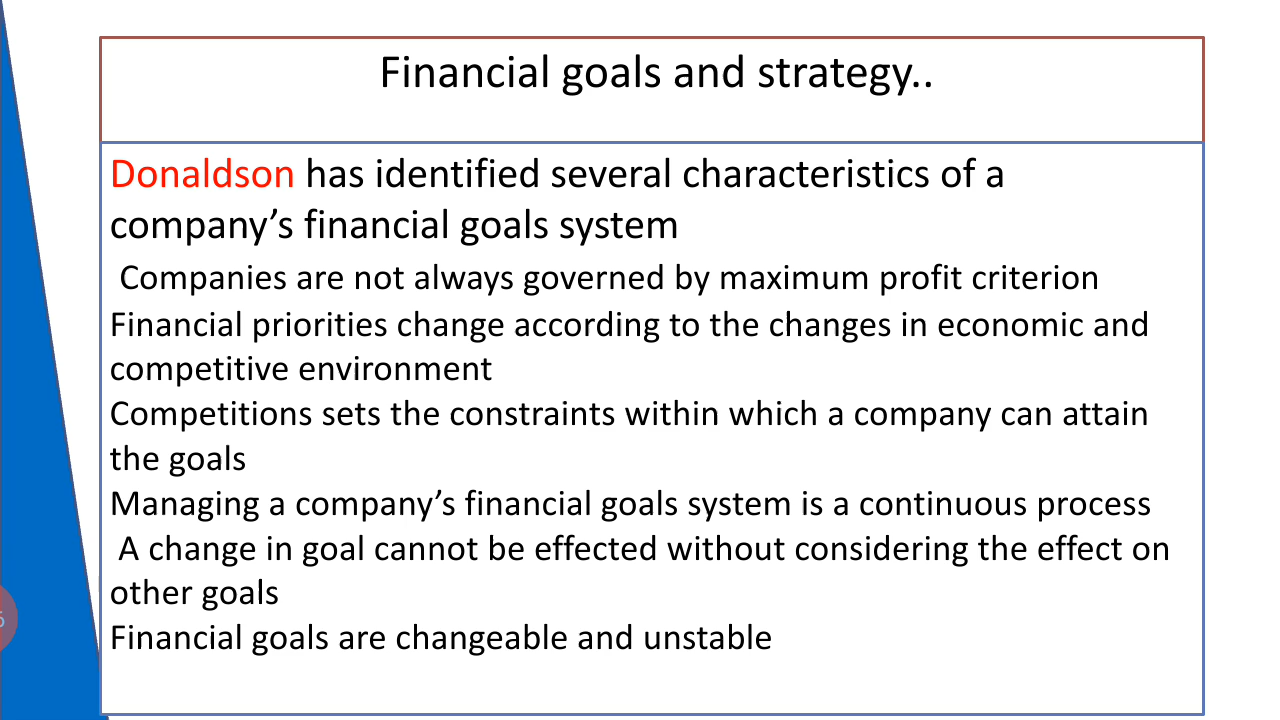 Financial goals and strategy..
Donaldson has identified several characteristics of a
company’s financial goals system
Companies are not always governed by maximum profit criterion
Financial priorities change according to the changes in economic and
competitive environment
Competitions sets the constraints within which a company can attain
the goals
Managing a company’s financial goals system is a continuous process
A change in goal cannot be effected without considering the effect on
other goals
Financial goals are changeable and unstable